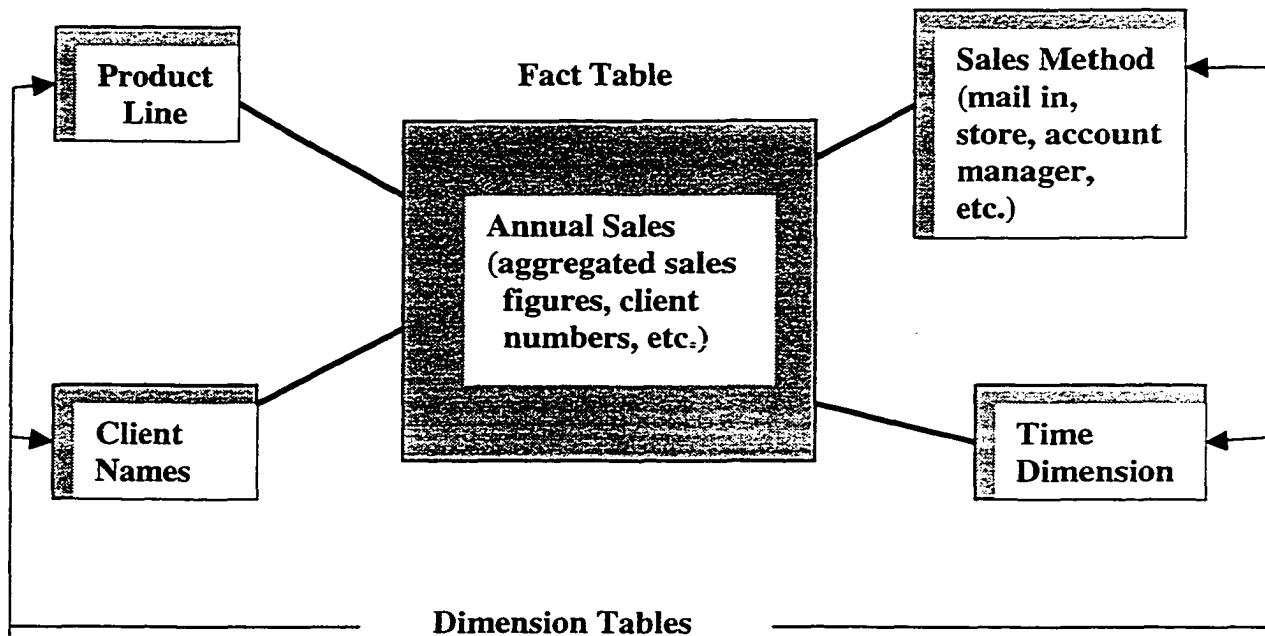 Product
Line
Fact Table
Sales Method
(mail in,
store, account
manager,
etc.)
Annual Sales
(aggregated sales
figures, client
numbers, etc.)
Client
Names
Time
Dimension
Dimension Tables